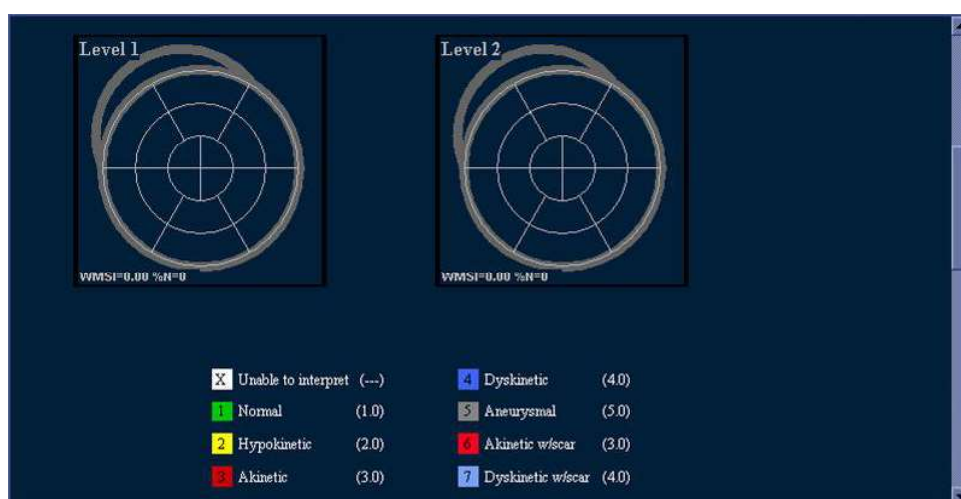 Level 1
Level 2
WMSI=0.00 %N=0
WMSI=0.00 %N=0
X Unable to interpret (---)
4 Dyskinetic (4.0)
1 Normal (1.0)
5 Aneurysmal (5.0)
2 Hypokinetic (2.0)
6 Akinetic w/scar (3.0)
3 Akinetic (3.0)
7 Dyskinetic w/scar (4.0)